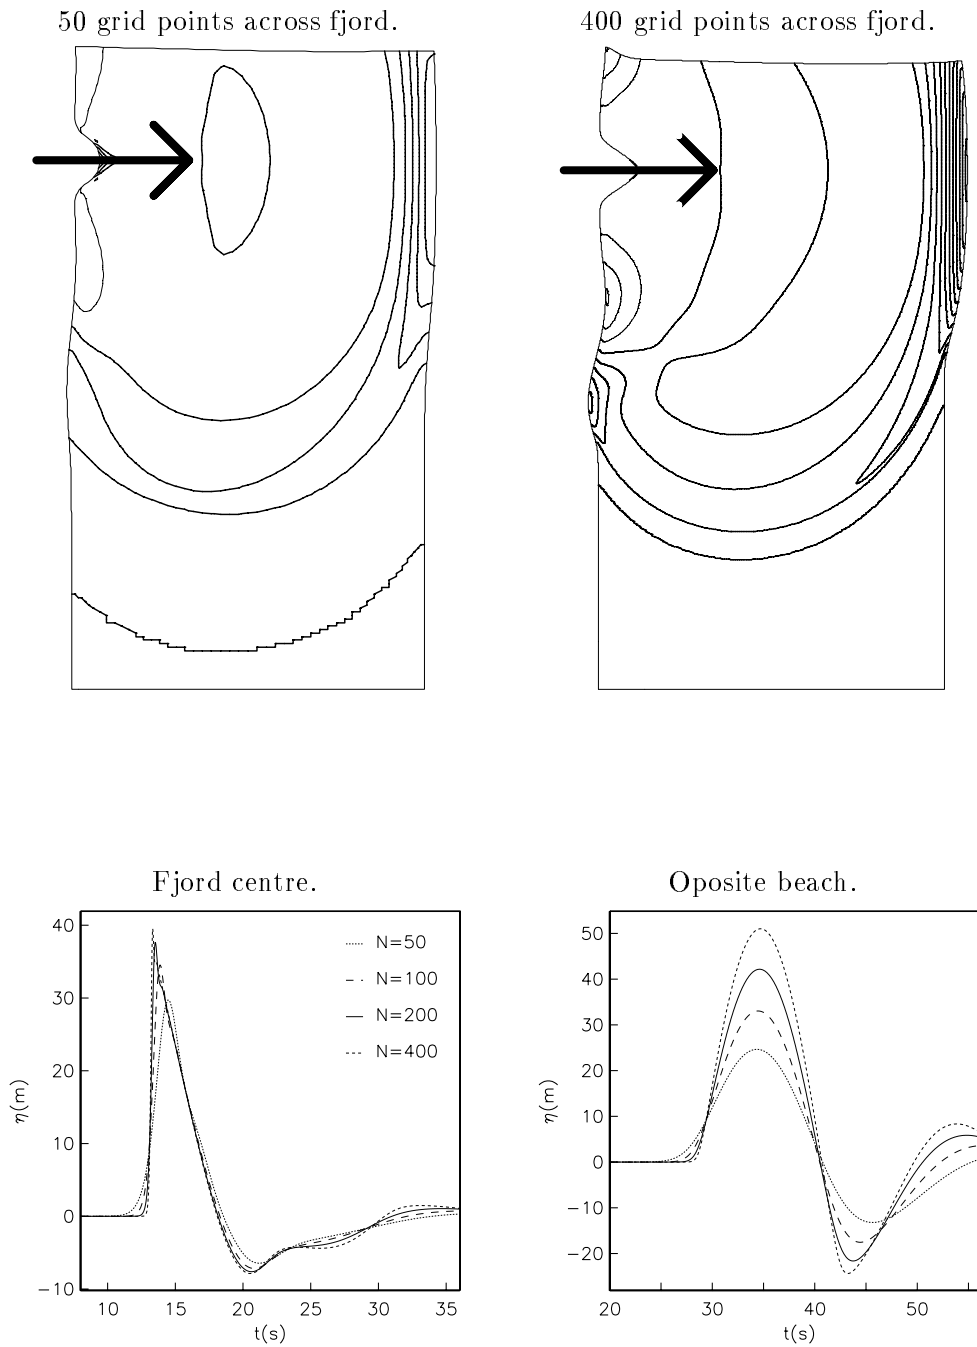 50 grid points across fjord.
400 grid points across fjord.
Fjord centre.
40
30
20
10
0
−10
η(m)
N=50
N=100
N=200
N=400
10 15 20 25 30 35
t(s)
Oposite beach.
50
40
30
20
10
0
−10
−20
η(m)
20 30 40 50
t(s)